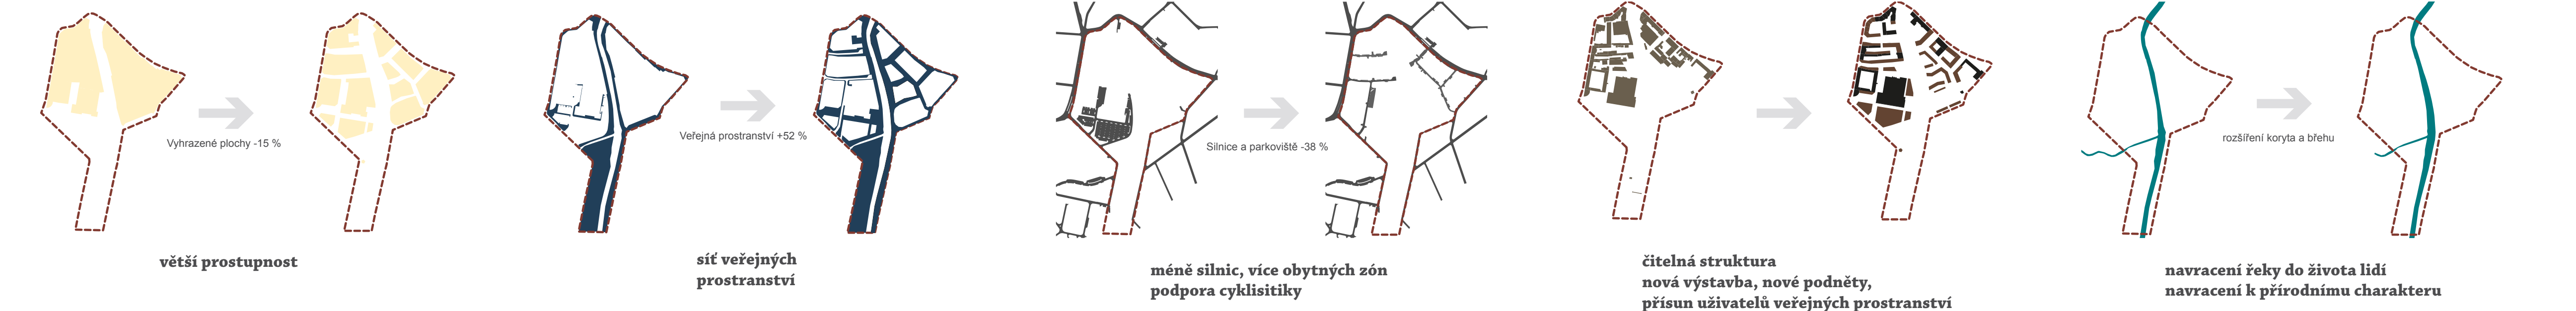 Vyhrazené plochy -15 %
větší prostupnost
Veřejná prostranství +52 %
síť veřejných
prostranství
Silnice a parkoviště -38 %
méně silnic, více obytných zón
podpora cyklisitiky
čitelná struktura
nová výstavba, nové podněty,
přísun uživatelů veřejných prostranství
rozšíření koryta a břehu
navracení řeky do života lidí
navracení k přírodnímu charakteru